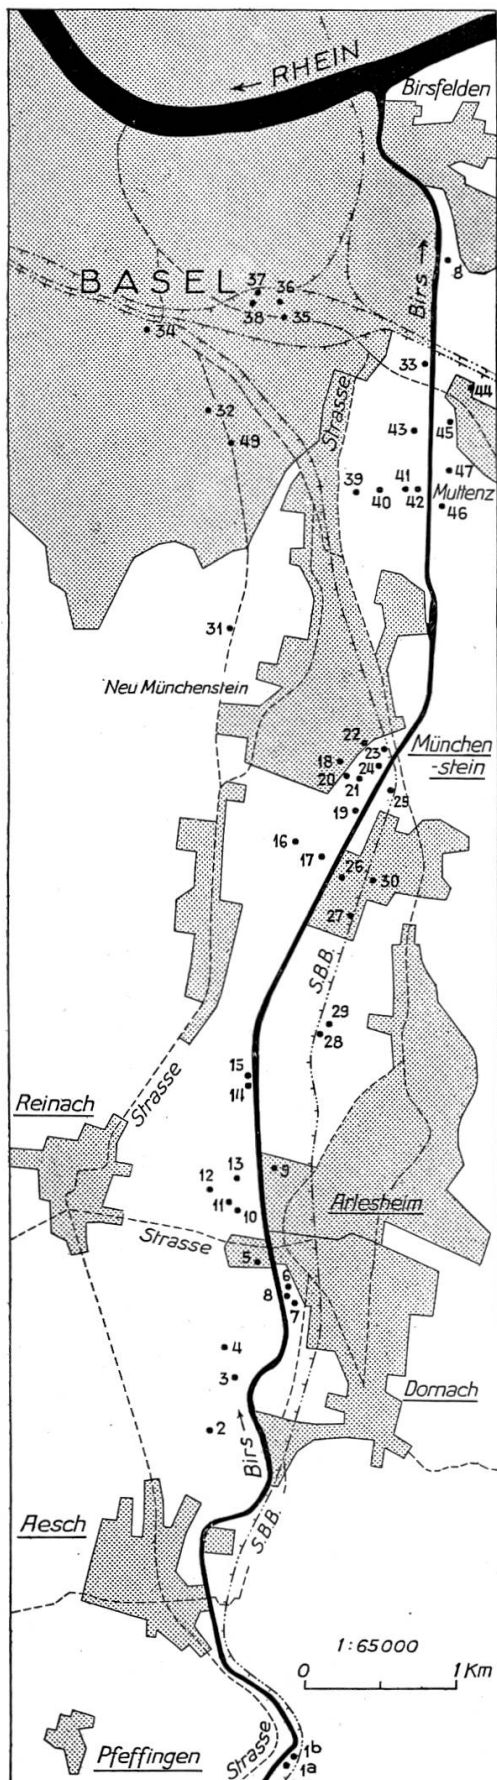 ← RHEIN
Birsfelden
Birs →
8
BASEL
37
36
38
35
34
33
44
Strasse
32
49
43
45
47
39
40
41
42
Muttenz
46
31
Neu Münchenstein
22
23
München
-stein
18
24
20
21
25
19
16
17
26
30
27
S.B.B.
29
28
15
14
Reinach
Strasse
13
9
12
11
10
Arlesheim
Strasse
5
6
8
7
4
3
Dornach
2
Birs →
Aesch
S.B.B.
1:65000
0
1 Km
Strasse
1b
1a
Pfeffingen